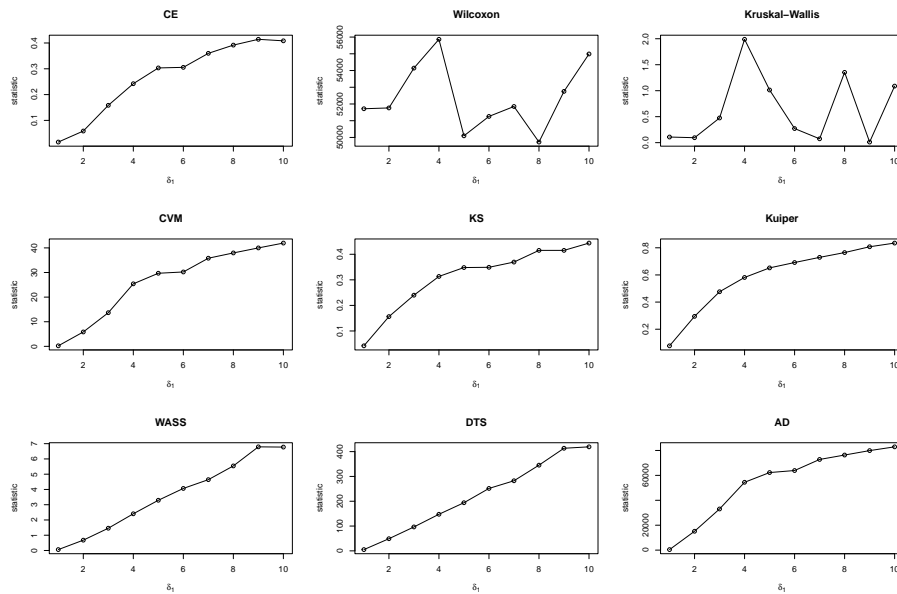 CE
statistic
0.1 0.2 0.3 0.4
2 4 6 8 10
δ1
Wilcoxon
statistic
50000 52000 54000 56000
2 4 6 8 10
δ1
Kruskal−Wallis
statistic
0.0 0.5 1.0 1.5 2.0
2 4 6 8 10
δ1
CVM
statistic
0 10 20 30 40
2 4 6 8 10
δ1
KS
statistic
0.1 0.2 0.3 0.4
2 4 6 8 10
δ1
Kuiper
statistic
0.2 0.4 0.6 0.8
2 4 6 8 10
δ1
WASS
statistic
0 1 2 3 4 5 6 7
2 4 6 8 10
δ1
DTS
statistic
0 100 200 300 400
2 4 6 8 10
δ1
AD
statistic
0 20000 60000
2 4 6 8 10
δ1